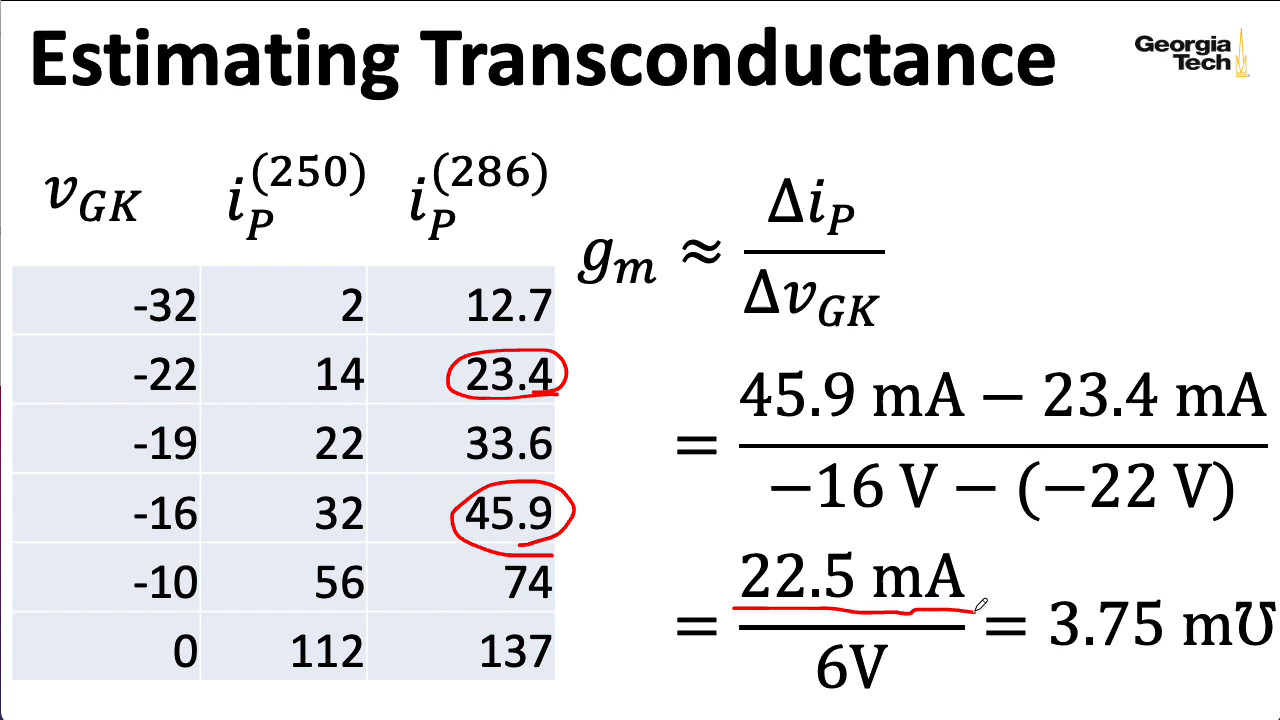 Estimating Transconductance
Georgia
Tech
v_GK i_P^(250) i_P^(286)
-32 2 12.7
-22 14 23.4
-19 22 33.6
-16 32 45.9
-10 56 74
0 112 137
g_m ≈ Δi_P / Δv_GK
= 45.9 mA − 23.4 mA / −16 V − (−22 V)
= 22.5 mA / 6V = 3.75 m℧